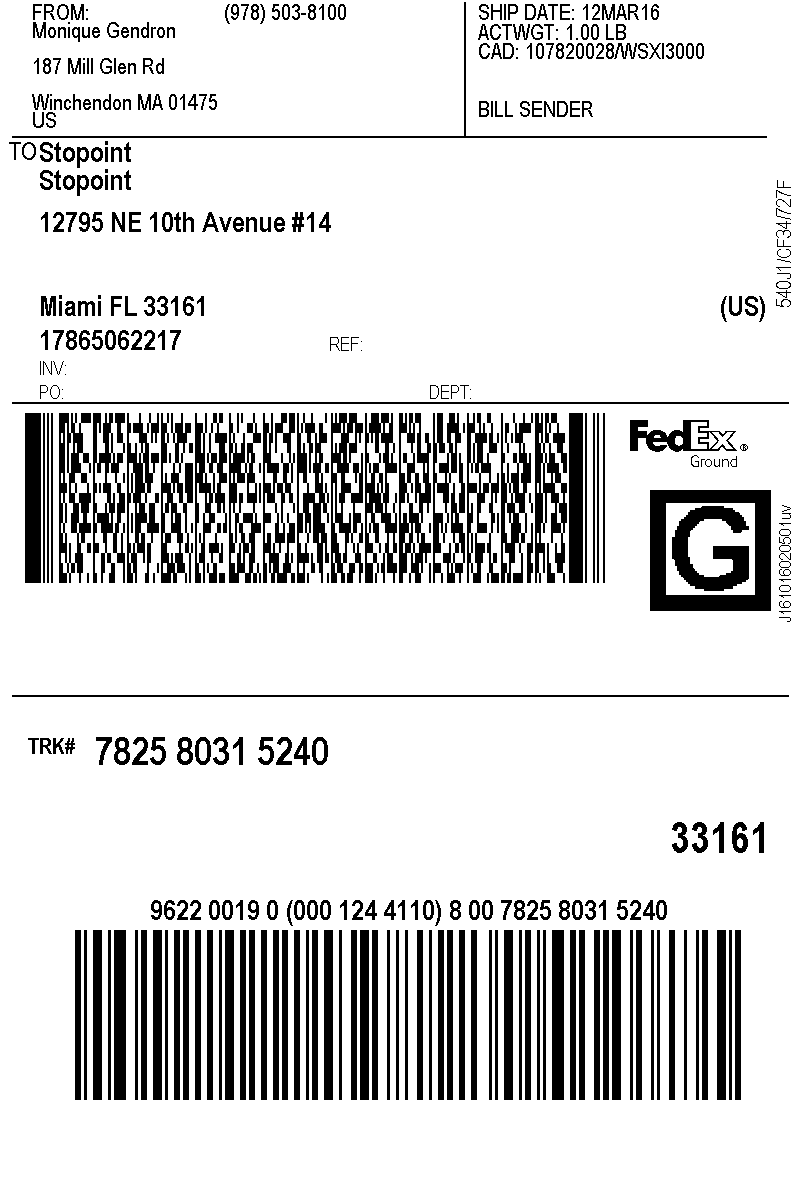 FROM: (978) 503-8100
Monique Gendron
187 Mill Glen Rd
Winchendon MA 01475
US
SHIP DATE: 12MAR16
ACTWGT: 1.00 LB
CAD: 107820028/WSXI3000
BILL SENDER
TO Stopoint
Stopoint
12795 NE 10th Avenue #14
Miami FL 33161 (US)
17865062217 REF:
INV:
PO: DEPT:
540J1/CF34/727F
FedEx®
Ground
G
J161016020501uv
TRK# 7825 8031 5240
33161
9622 0019 0 (000 124 4110) 8 00 7825 8031 5240